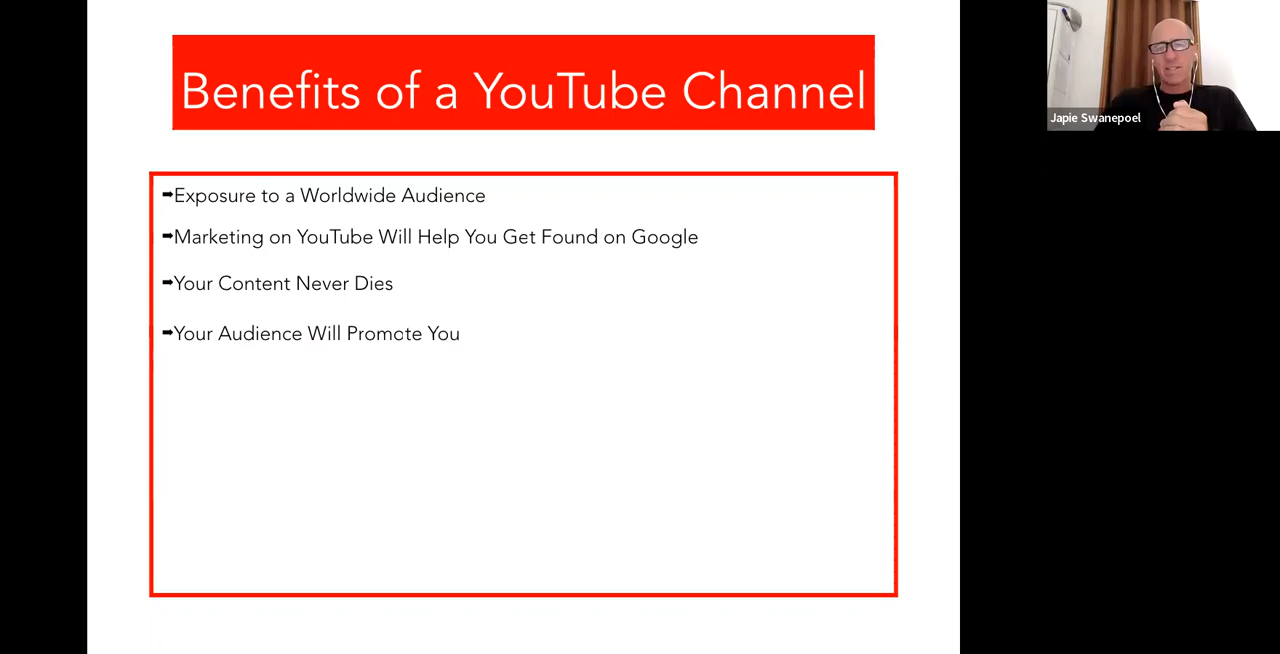 Benefits of a YouTube Channel
➡Exposure to a Worldwide Audience
➡Marketing on YouTube Will Help You Get Found on Google
➡Your Content Never Dies
➡Your Audience Will Promote You
Japie Swanepoel